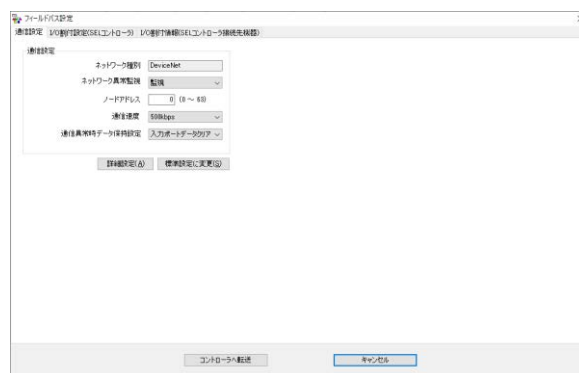 フィールドバス設定
通信設定 I/O割付設定(SELコントローラ) I/O割付情報(SELコントローラ接続先機器)
通信設定
ネットワーク種別 DeviceNet
ネットワーク異常監視 監視
ノードアドレス 0 (0 ～ 63)
通信速度 500kbps
通信異常時データ保持設定 入力ポートデータクリア
詳細設定(A) 標準設定に変更(S)
コントローラへ転送 キャンセル